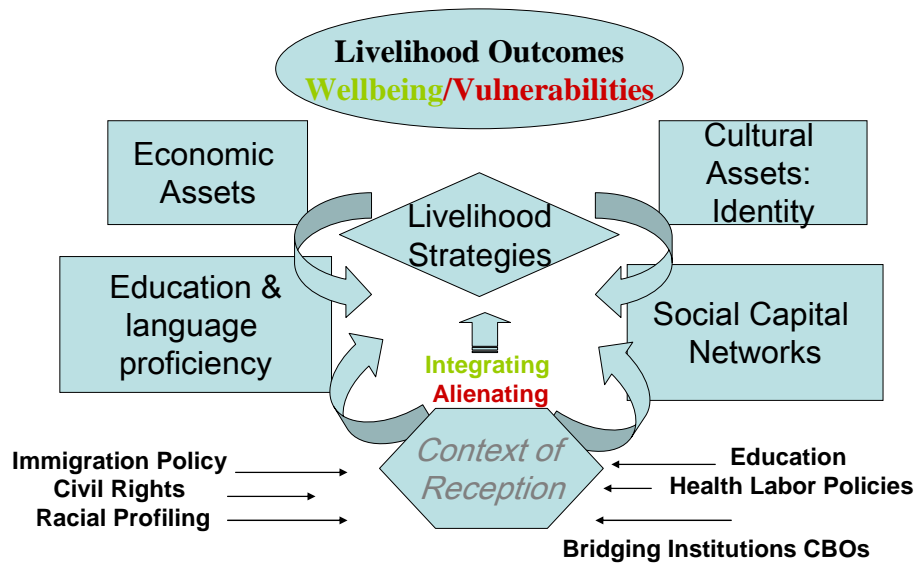 Livelihood Outcomes
Wellbeing/Vulnerabilities
Economic
Assets
Cultural
Assets:
Identity
Livelihood
Strategies
Education &
language
proficiency
Social Capital
Networks
Integrating
Alienating
Context of
Reception
Immigration Policy
Civil Rights
Racial Profiling
Education
Health Labor Policies
Bridging Institutions CBOs